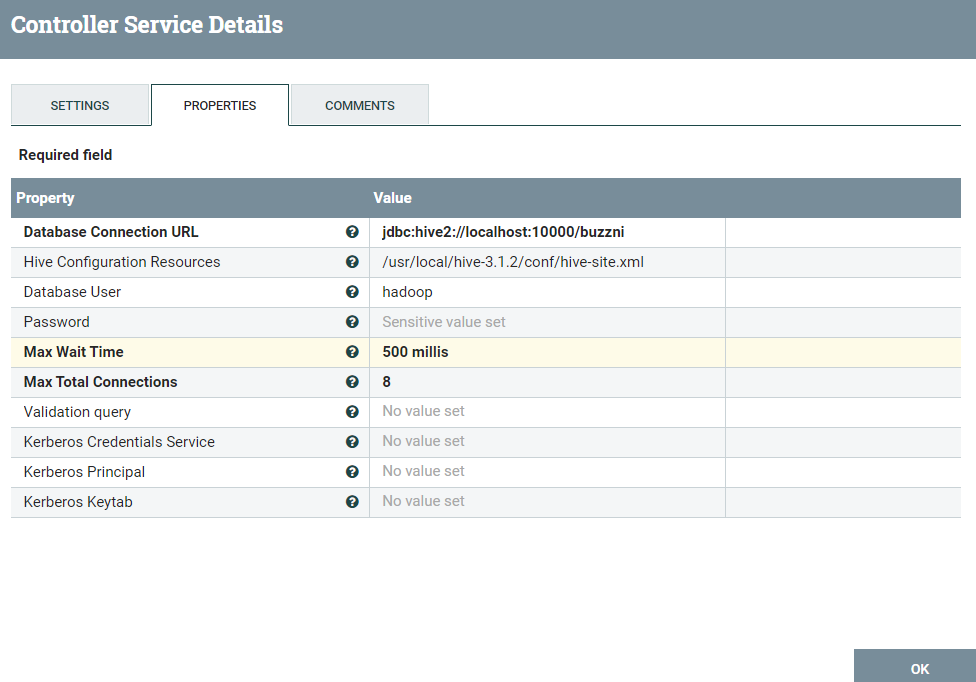 Controller Service Details
SETTINGS PROPERTIES COMMENTS
Required field
Property Value
Database Connection URL jdbc:hive2://localhost:10000/buzzni
Hive Configuration Resources /usr/local/hive-3.1.2/conf/hive-site.xml
Database User hadoop
Password Sensitive value set
Max Wait Time 500 millis
Max Total Connections 8
Validation query No value set
Kerberos Credentials Service No value set
Kerberos Principal No value set
Kerberos Keytab No value set
OK